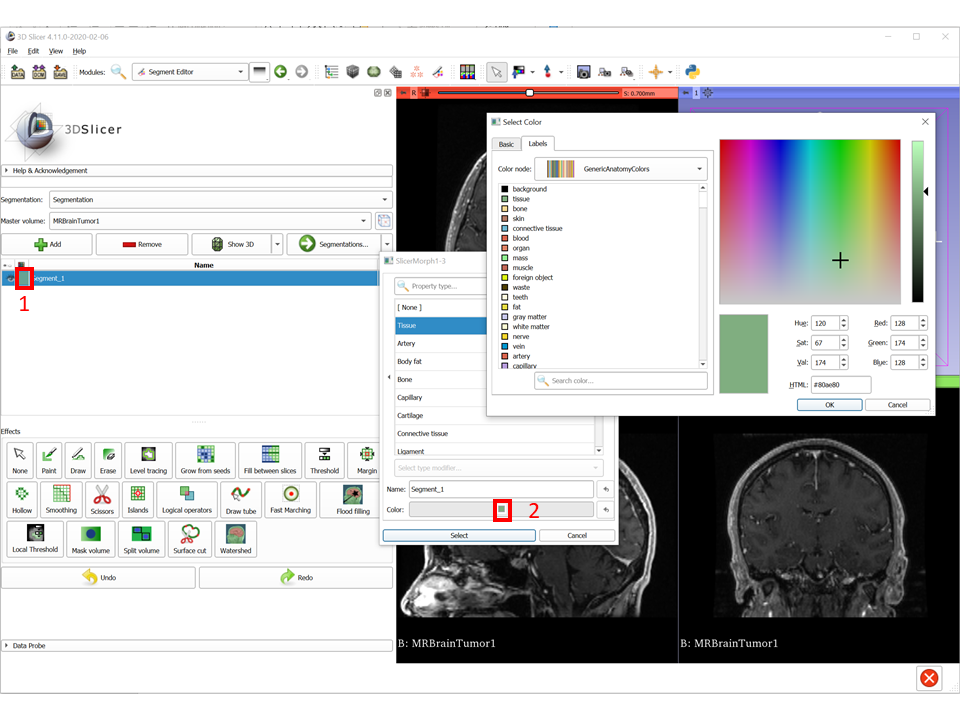 3D Slicer 4.11.0-2020-02-06
File Edit View Help
DATA DCM SAVE Modules: Segment Editor
3DSlicer
Help & Acknowledgement
Segmentation: Segmentation
Master volume: MRBrainTumor1
Add Remove Show 3D Segmentations...
Name
Segment_1
1
Effects
None Paint Draw Erase Level tracing Grow from seeds Fill between slices Threshold Margin
Hollow Smoothing Scissors Islands Logical operators Draw tube Fast Marching Flood filling
Local Threshold Mask volume Split volume Surface cut Watershed
Undo Redo
Data Probe
R S: 0.700mm
1
SlicerMorph1-3
Property type...
[ None ]
Tissue
Artery
Body fat
Bone
Capillary
Cartilage
Connective tissue
Ligament
Select type modifier...
Name: Segment_1
Color: 2
Select Cancel
Select Color
Basic Labels
Color node: GenericAnatomyColors
background
tissue
bone
skin
connective tissue
blood
organ
mass
muscle
foreign object
waste
teeth
fat
gray matter
white matter
nerve
vein
artery
capillary
Search color...
Hue: 120 Red: 128
Sat: 67 Green: 174
Val: 174 Blue: 128
HTML: #80ae80
OK Cancel
B: MRBrainTumor1
B: MRBrainTumor1